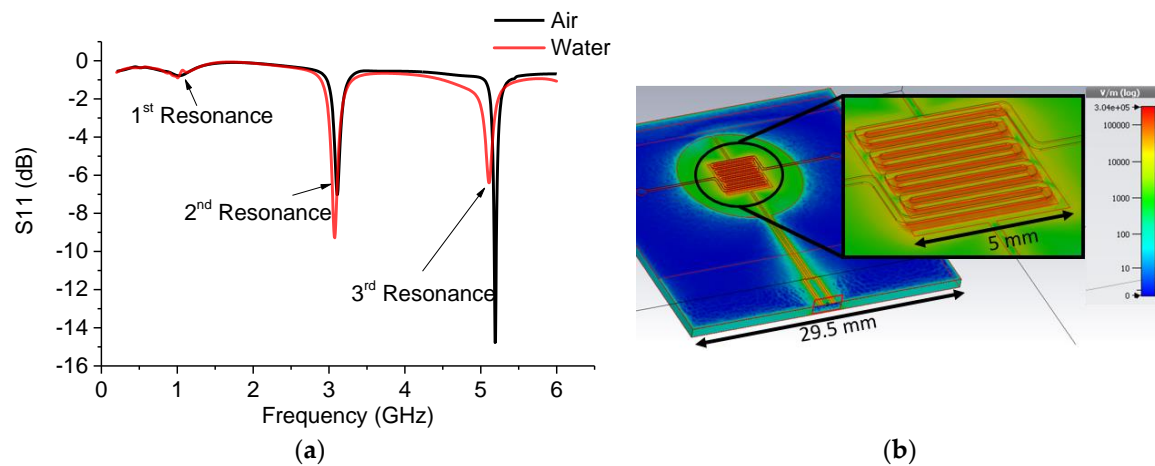 Air
Water
0
-2
-4
-6
-8
-10
-12
-14
-16
S11 (dB)
1st Resonance
2nd Resonance
3rd Resonance
0 1 2 3 4 5 6
Frequency (GHz)
(a)
V/m (log)
3.04e+05
100000
10000
1000
100
10
0
5 mm
29.5 mm
(b)